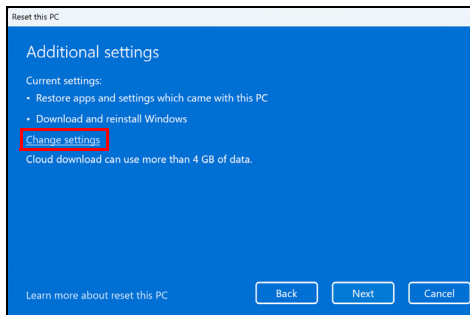 Reset this PC
Additional settings
Current settings:
• Restore apps and settings which came with this PC
• Download and reinstall Windows
Change settings
Cloud download can use more than 4 GB of data.
Learn more about reset this PC
Back
Next
Cancel